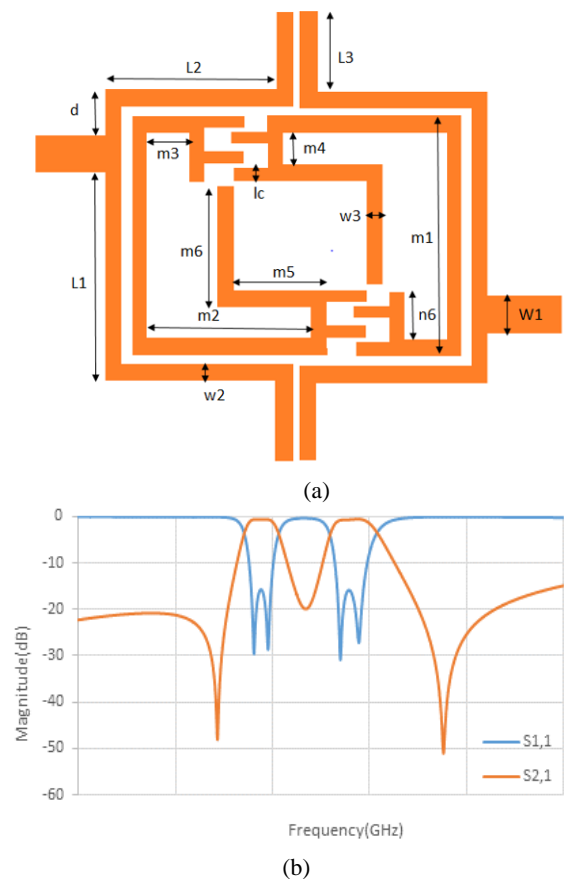 L3
L2
d
m3
m4
lc
w3
m1
m6
m5
L1
m2
n6
W1
w2
(a)
0
-10
-20
-30
-40
-50
-60
Magnitude(dB)
S1,1
S2,1
Frequency(GHz)
(b)